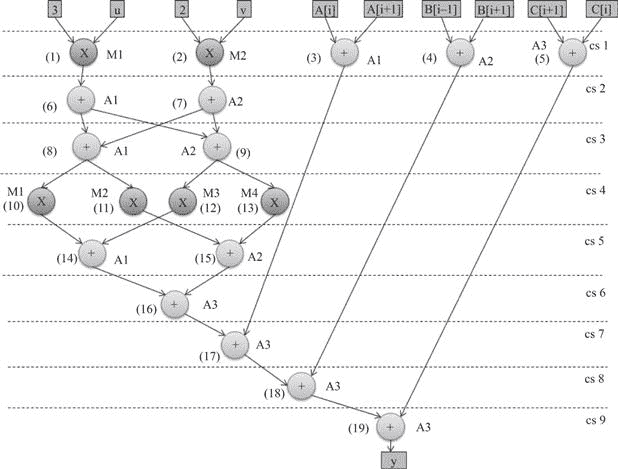 3 u 2 v A[i] A[i+1] B[i−1] B[i+1] C[i+1] C[i]
(1) X M1 (2) X M2 (3) + A1 (4) + A2 A3 (5) + cs 1
(6) + A1 (7) + A2 cs 2
(8) + A1 A2 + (9) cs 3
M1 (10) X M2 (11) X M3 (12) X M4 (13) X cs 4
(14) + A1 (15) + A2 cs 5
(16) + A3 cs 6
(17) + A3 cs 7
(18) + A3 cs 8
(19) + A3 cs 9
y